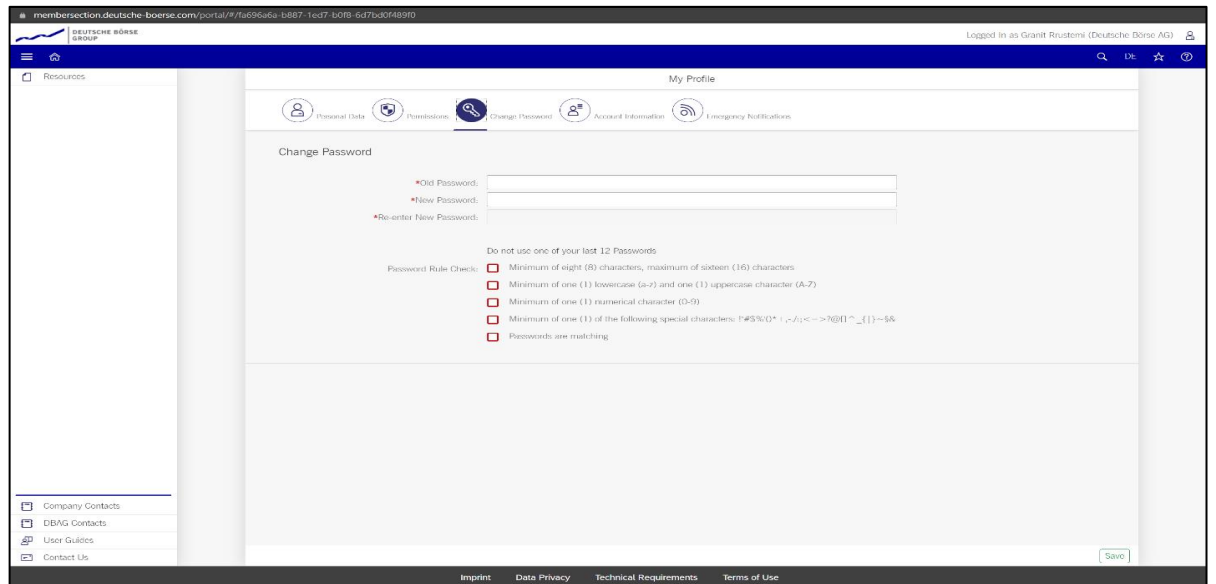 membersection.deutsche-boerse.com/portal/#/fa696a6a-b887-1ed7-b0f8-6d7bd0f489f0
DEUTSCHE BÖRSE
GROUP
Logged in as Granit Rrustemi (Deutsche Börse AG)
DE
Resources
My Profile
Personal Data Permissions Change Password Account Information Emergency Notifications
Change Password
*Old Password:
*New Password:
*Re-enter New Password:
Do not use one of your last 12 Passwords
Password Rule Check: Minimum of eight (8) characters, maximum of sixteen (16) characters
Minimum of one (1) lowercase (a-z) and one (1) uppercase character (A-Z)
Minimum of one (1) numerical character (0-9)
Minimum of one (1) of the following special characters:
Passwords are matching
Company Contacts
DBAG Contacts
User Guides
Contact Us
Save
Imprint Data Privacy Technical Requirements Terms of Use